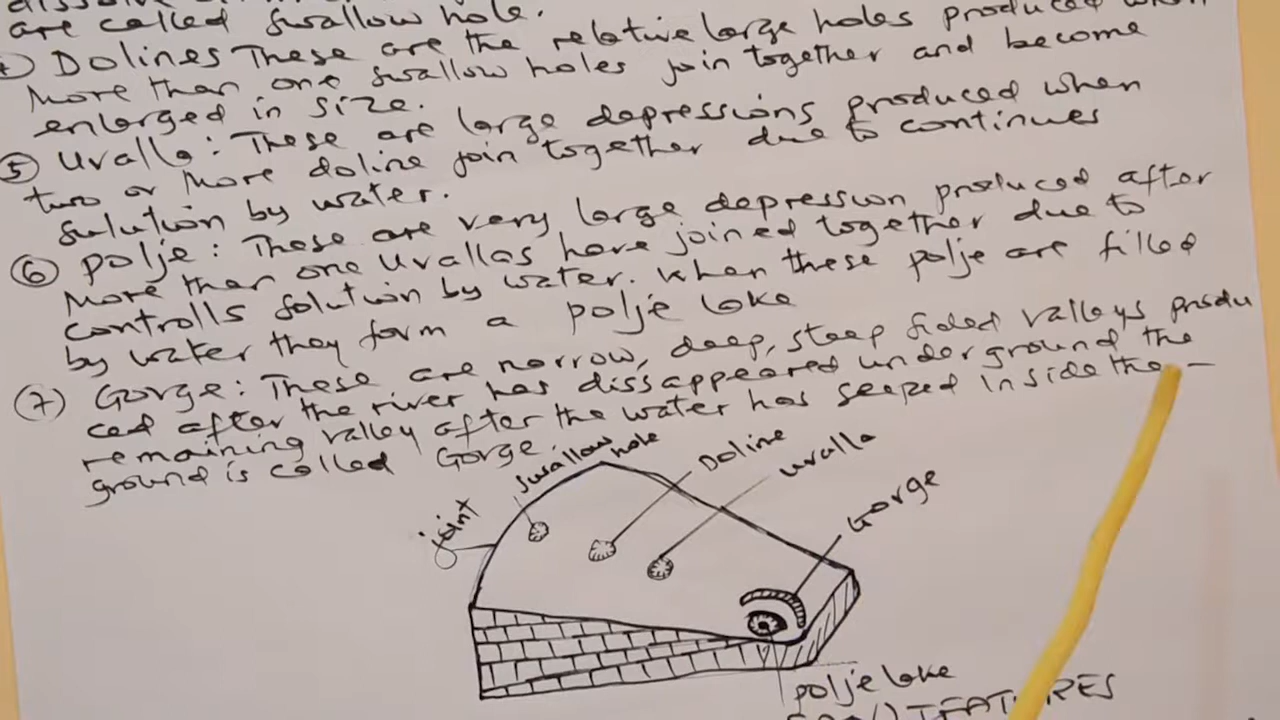 are called swallow hole.
Dolines These are the relative large holes produced when
More than one swallow holes join together and become
enlarged in size.
⑤ Uvalla: These are large depressions produced when
two or more doline join together due to continues
sulution by water.
⑥ polje: These are very large depression produced after
More than one Uvallas have joined together due to
controlls solution by water. when these polje are filled
by water they form a polje lake
⑦ Gorge: These are narrow, deep, steep sided valleys produ
ced after the river has dissappeared underground the
remaining valley after the water has seeped inside the –
ground is called Gorge.
joint
swallow hole
Doline
uvalla
Gorge
polje lake